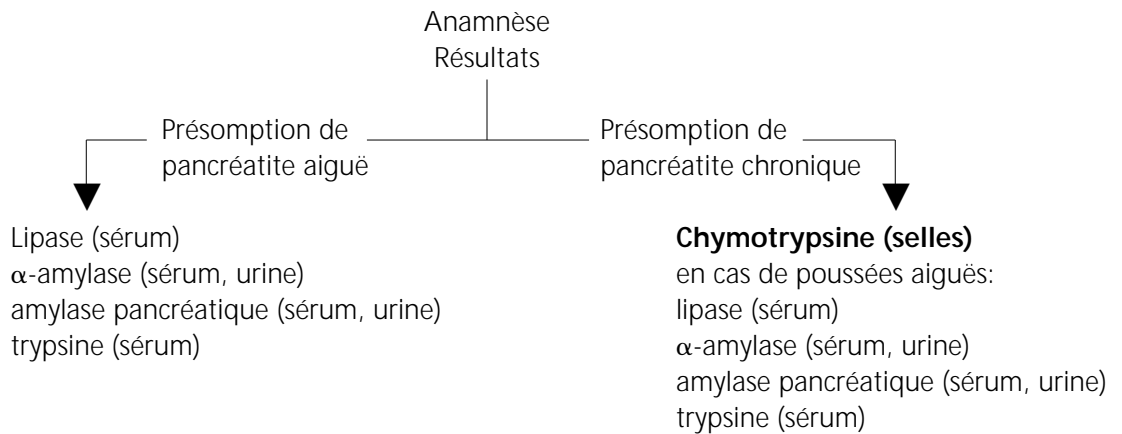 Anamnèse
Résultats
Présomption de
pancréatite aiguë
Présomption de
pancréatite chronique
Lipase (sérum)
α-amylase (sérum, urine)
amylase pancréatique (sérum, urine)
trypsine (sérum)
Chymotrypsine (selles)
en cas de poussées aiguës:
lipase (sérum)
α-amylase (sérum, urine)
amylase pancréatique (sérum, urine)
trypsine (sérum)